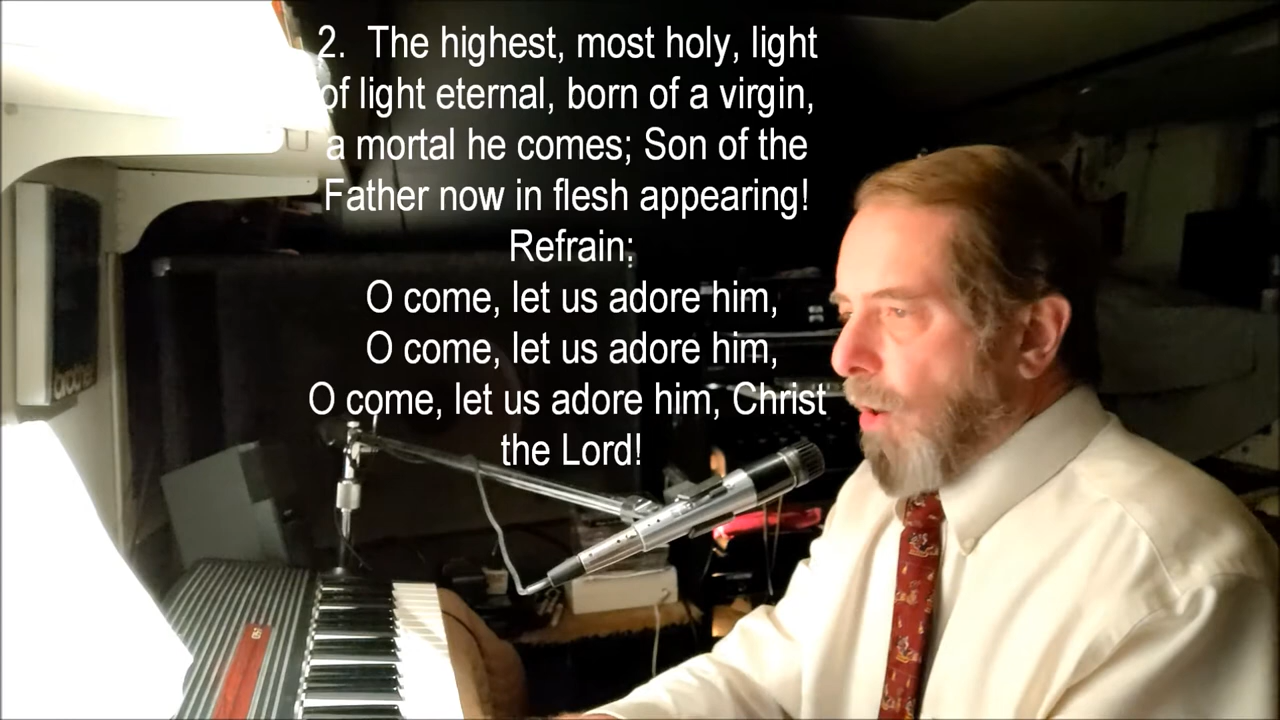 2.  The highest, most holy, light
of light eternal, born of a virgin,
a mortal he comes; Son of the
Father now in flesh appearing!
Refrain:
O come, let us adore him,
O come, let us adore him,
O come, let us adore him, Christ
the Lord!
brother